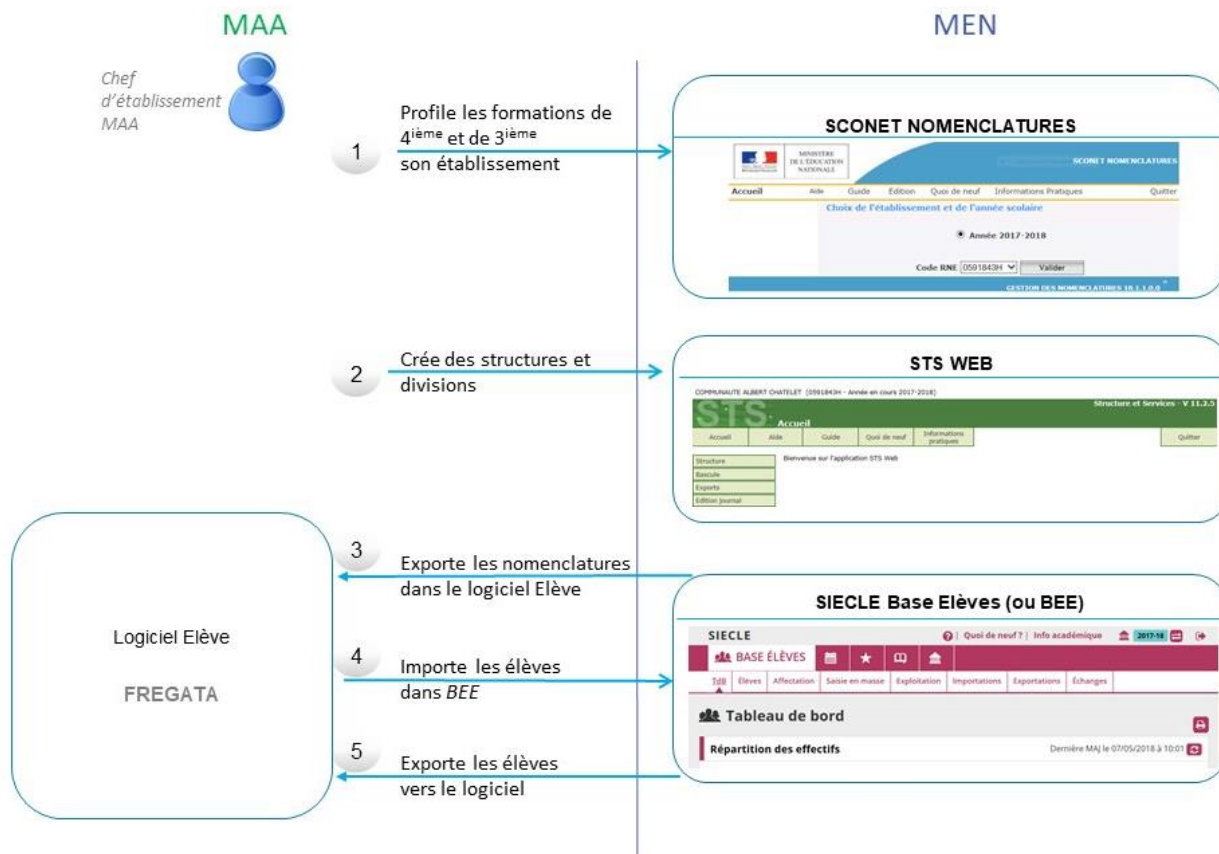 MAA
MEN
Chef
d'établissement
MAA
1
Profile les formations de
4ième et de 3ième
son établissement
SCONET NOMENCLATURES
MINISTÈRE
DE L'ÉDUCATION
NATIONALE
SCONET NOMENCLATURES
Accueil Aide Guide Edition Quoi de neuf Informations Pratiques Quitter
Choix de l'établissement et de l'année scolaire
Année 2017-2018
Code RNE 0591843H Valider
GESTION DES NOMENCLATURES 18.1.1.0.0
2
Crée des structures et
divisions
STS WEB
COMMUNAUTE ALBERT CHATELET (0591843H - Année en cours 2017-2018)
STS Accueil
Structure et Services - V 11.2.5
Accueil Aide Guide Quoi de neuf Informations pratiques Quitter
Structure
Bascule
Exports
Edition journal
Bienvenue sur l'application STS Web
3
Exporte les nomenclatures
dans le logiciel Elève
SIECLE Base Elèves (ou BEE)
SIECLE
? | Quoi de neuf ? | Info académique 2017-18
BASE ÉLÈVES
TdB Élèves Affectation Saisie en masse Exploitation Importations Exportations Échanges
Tableau de bord
Répartition des effectifs
Dernière MAJ le 07/05/2018 à 10:01
Logiciel Elève
FREGATA
4
Importe les élèves
dans BEE
5
Exporte les élèves
vers le logiciel